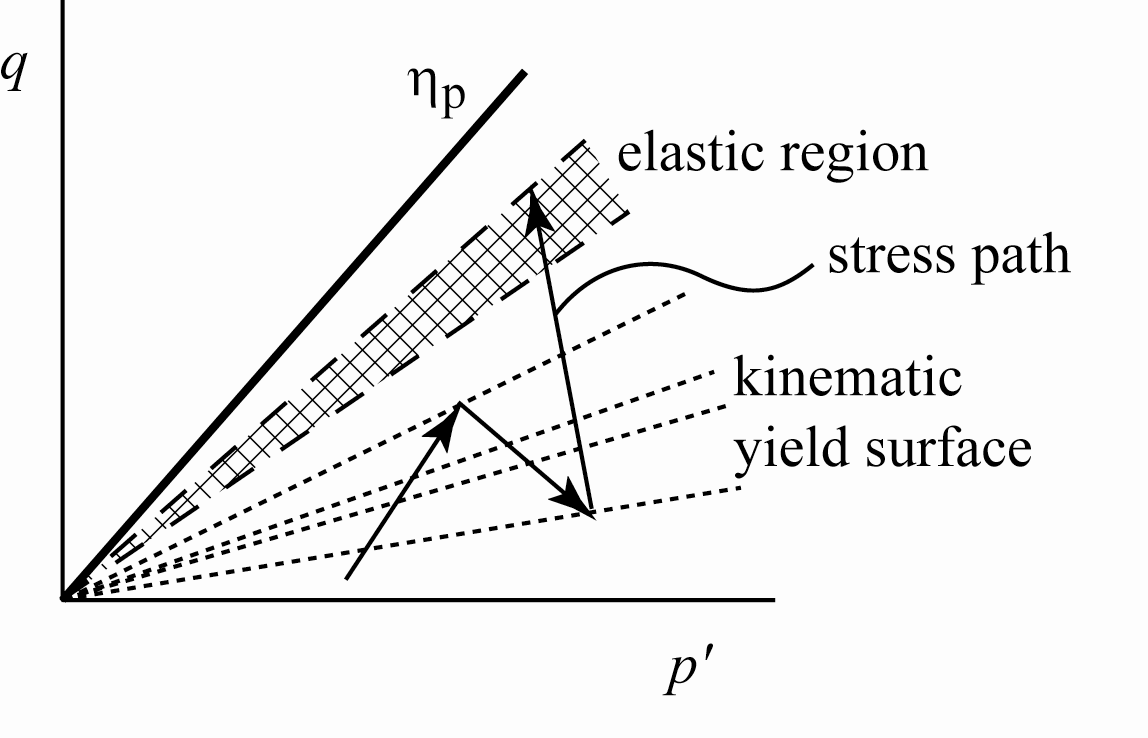 q
ηp
elastic region
stress path
kinematic
yield surface
p'